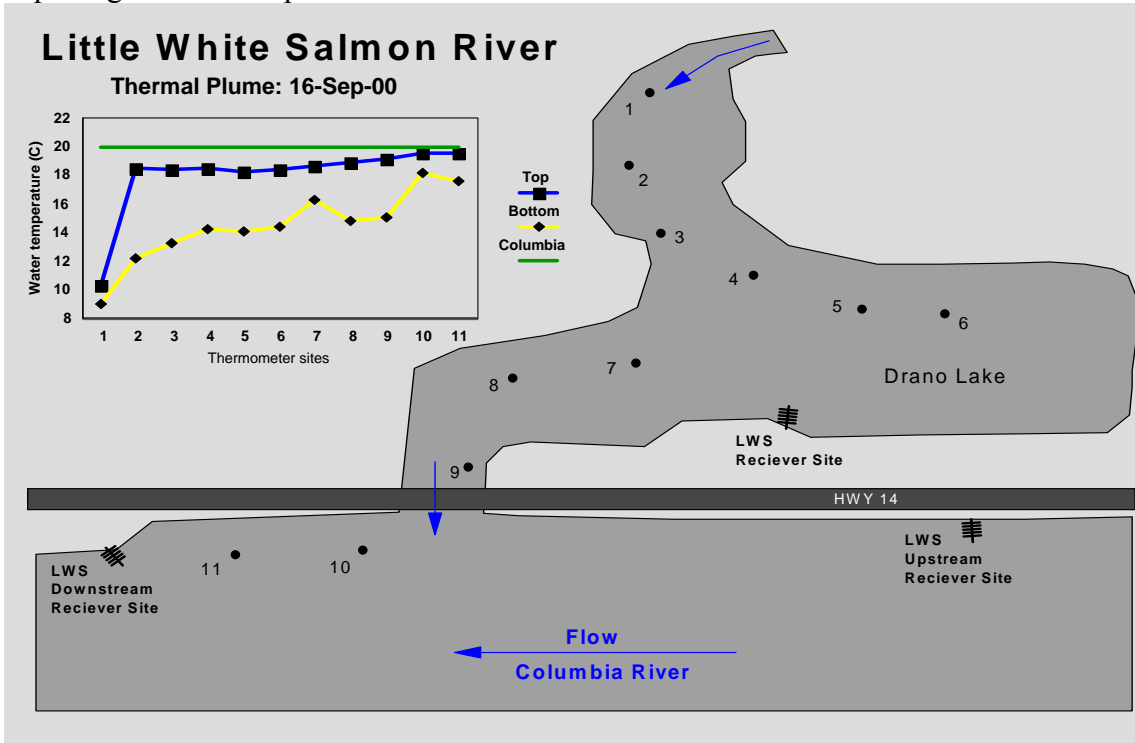 Little White Salmon River
Thermal Plume: 16-Sep-00
22
20
18
16
14
12
10
8
Water temperature (C)
1 2 3 4 5 6 7 8 9 10 11
Thermometer sites
Top
Bottom
Columbia
1
2
3
4
5
6
7
8
Drano Lake
LWS
Reciever Site
9
HWY 14
LWS
Upstream
Reciever Site
LWS
Downstream
Reciever Site
11
10
Flow
Columbia River